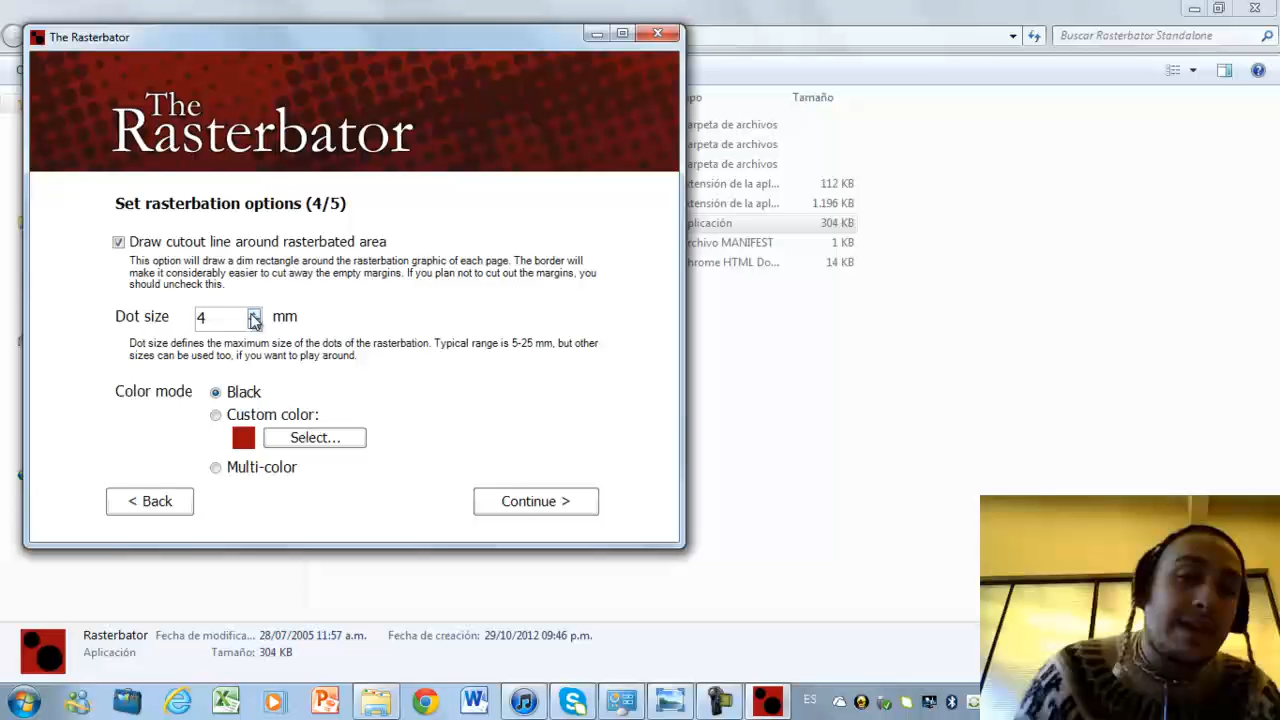 The Rasterbator
Buscar Rasterbator Standalone
The
Rasterbator
Tamaño
arpeta de archivos
arpeta de archivos
arpeta de archivos
Set rasterbation options (4/5)
tensión de la apl... 112 KB
tensión de la apl... 1.196 KB
plicación 304 KB
Draw cutout line around rasterbated area
rchivo MANIFEST 1 KB
This option will draw a dim rectangle around the rasterbation graphic of each page. The border will
hrome HTML Do... 14 KB
make it considerably easier to cut away the empty margins. If you plan not to cut out the margins, you
should uncheck this.
Dot size 4 mm
Dot size defines the maximum size of the dots of the rasterbation. Typical range is 5-25 mm, but other
sizes can be used too, if you want to play around.
Color mode Black
Custom color:
Select...
Multi-color
< Back Continue >
Rasterbator Fecha de modifica... 28/07/2005 11:57 a.m. Fecha de creación: 29/10/2012 09:46 p.m.
Aplicación Tamaño: 304 KB
ES